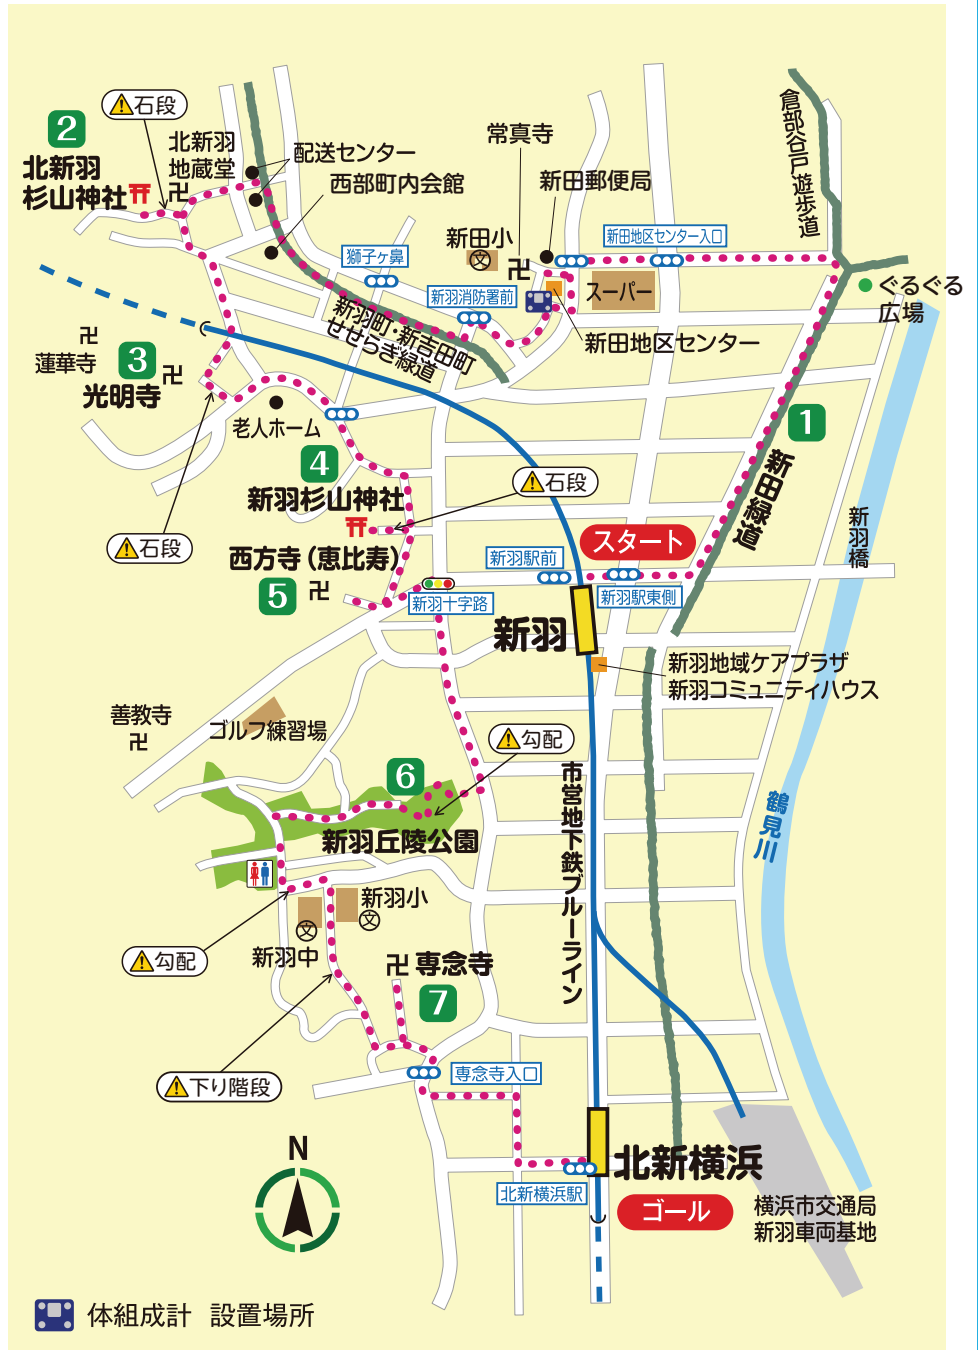 石段
2
北新羽
杉山神社
北新羽
地蔵堂
配送センター
西部町内会館
常真寺
新田郵便局
新田小
文
新田地区センター入口
倉部谷戸遊歩道
獅子ヶ鼻
新羽消防署前
スーパー
ぐるぐる
広場
新羽町・新吉田町
せせらぎ緑道
新田地区センター
蓮華寺
3
光明寺
老人ホーム
1
新田緑道
4
新羽杉山神社
石段
石段
西方寺（恵比寿）
5
新羽橋
スタート
新羽駅前
新羽駅東側
新羽十字路
新羽
新羽地域ケアプラザ
新羽コミュニティハウス
善教寺
ゴルフ練習場
勾配
6
新羽丘陵公園
市営地下鉄ブルーライン
鶴見川
新羽小
文
新羽中
文
勾配
専念寺
7
下り階段
専念寺入口
N
北新横浜
北新横浜駅
ゴール
横浜市交通局
新羽車両基地
体組成計　設置場所